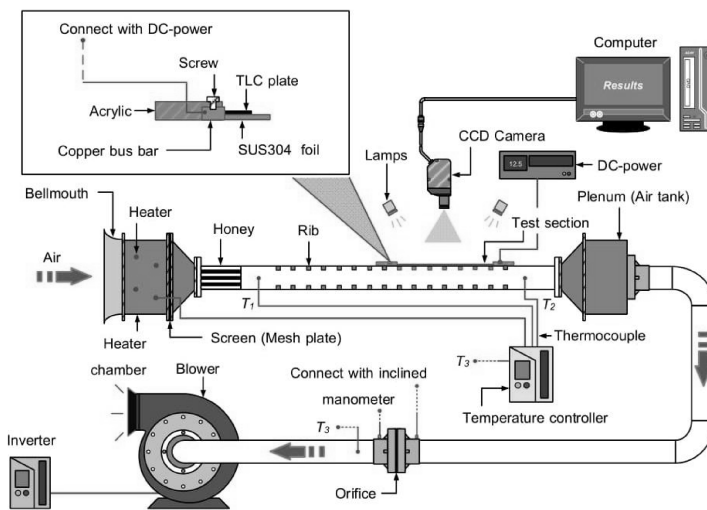 Connect with DC-power
Screw
TLC plate
Acrylic
Copper bus bar
SUS304 foil
Computer
Results
CCD Camera
Lamps
12.5
DC-power
Bellmouth
Plenum (Air tank)
Heater
Honey
Rib
Test section
Air
T1
T2
Heater
Screen (Mesh plate)
Thermocouple
chamber
Blower
Connect with inclined
manometer
T3
T3
Temperature controller
Inverter
Orifice